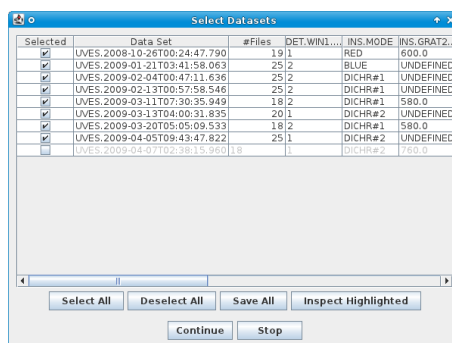 Select Datasets
Selected Data Set #Files DET.WIN1.... INS.MODE INS.GRAT2...
UVES.2008-10-26T00:24:47.790 19 1 RED 600.0
UVES.2009-01-21T03:41:58.063 25 2 BLUE UNDEFINED
UVES.2009-02-04T00:47:11.636 25 2 DICHR#1 UNDEFINED
UVES.2009-02-13T00:57:58.546 25 2 DICHR#1 UNDEFINED
UVES.2009-03-11T07:30:35.949 18 2 DICHR#1 580.0
UVES.2009-03-13T04:00:31.835 20 1 DICHR#2 UNDEFINED
UVES.2009-03-20T05:05:09.533 18 2 DICHR#1 580.0
UVES.2009-04-05T09:43:47.822 25 1 DICHR#2 UNDEFINED
UVES.2009-04-07T02:38:15.960 18 1 DICHR#2 760.0
Select All Deselect All Save All Inspect Highlighted
Continue Stop